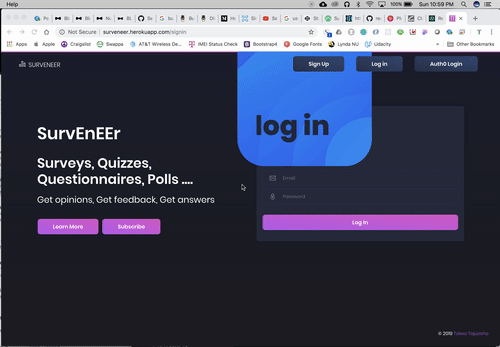 Help
100%
Sun 10:59 PM
Not Secure
surveneer.herokuapp.com/signin
Apps
Apple
Craigslist
Swappa
AT&T Wireless De...
IMEI Status Check
Bootstrap4
Google Fonts
Lynda NU
Udacity
»
Other Bookmarks
SURVENEER
Sign Up
Log in
Auth0 Login
log in
SurvEnEEr
Surveys, Quizzes,
Questionnaires, Polls ....
Get opinions, Get feedback, Get answers
Email
Password
Learn More
Subscribe
Log In